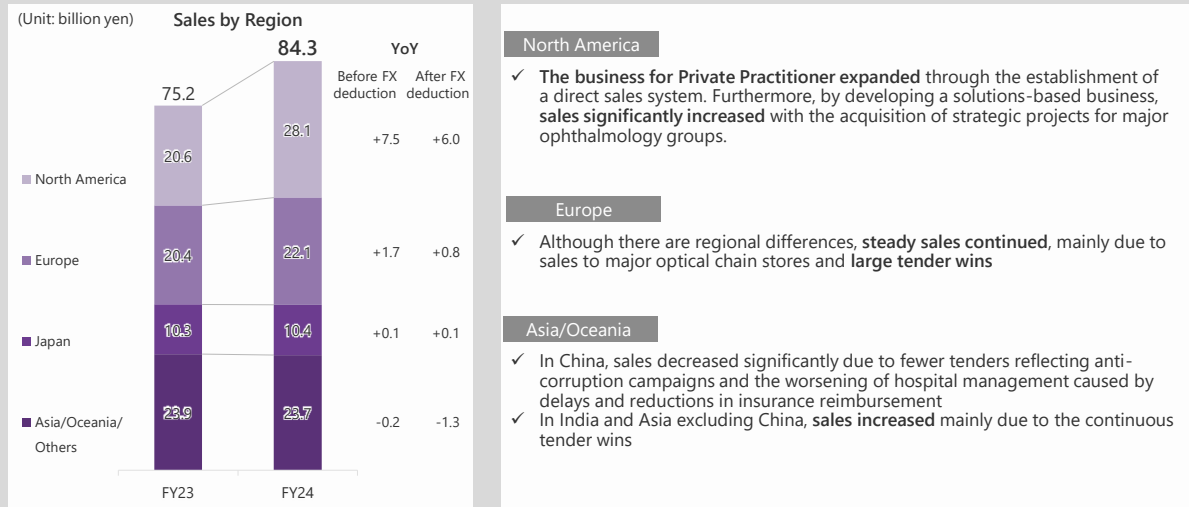 (Unit: billion yen)
Sales by Region
84.3
YoY
Before FX
deduction
After FX
deduction
75.2
28.1
+7.5
+6.0
20.6
North America
22.1
+1.7
+0.8
20.4
Europe
10.3
10.4
+0.1
+0.1
Japan
23.9
23.7
-0.2
-1.3
Asia/Oceania/
Others
FY23
FY24
North America
✓ The business for Private Practitioner expanded through the establishment of
a direct sales system. Furthermore, by developing a solutions-based business,
sales significantly increased with the acquisition of strategic projects for major
ophthalmology groups.
Europe
✓ Although there are regional differences, steady sales continued, mainly due to
sales to major optical chain stores and large tender wins
Asia/Oceania
✓ In China, sales decreased significantly due to fewer tenders reflecting anti-
corruption campaigns and the worsening of hospital management caused by
delays and reductions in insurance reimbursement
✓ In India and Asia excluding China, sales increased mainly due to the continuous
tender wins